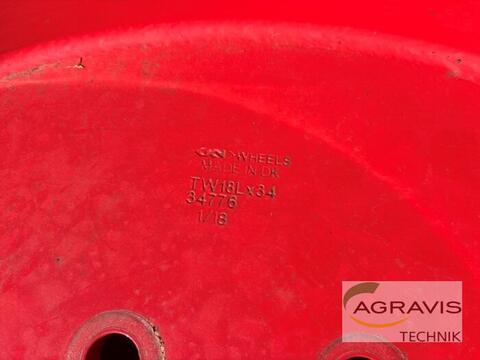 WHEELS
MADE IN DK
TW18Lx34
34776
1/18
AGRAVIS
TECHNIK